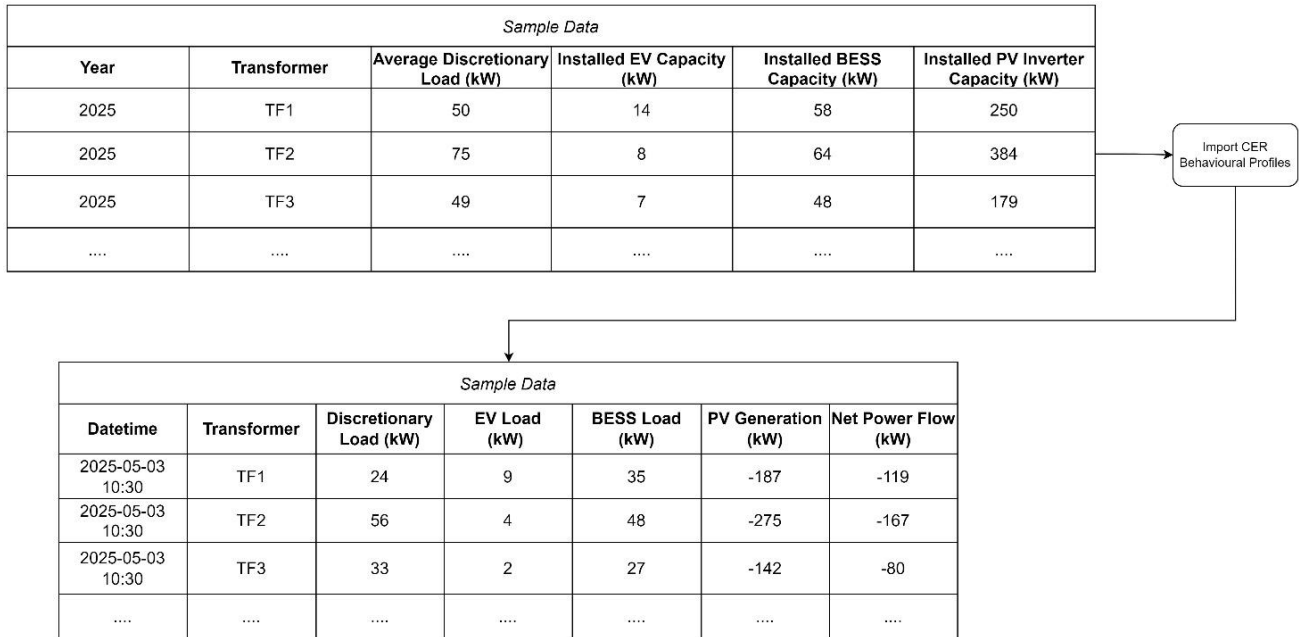 Sample Data
Year Transformer Average Discretionary Load (kW) Installed EV Capacity (kW) Installed BESS Capacity (kW) Installed PV Inverter Capacity (kW)
2025 TF1 50 14 58 250
2025 TF2 75 8 64 384
2025 TF3 49 7 48 179
.... .... .... .... .... ....
Import CER
Behavioural Profiles
Sample Data
Datetime Transformer Discretionary Load (kW) EV Load (kW) BESS Load (kW) PV Generation (kW) Net Power Flow (kW)
2025-05-03 10:30 TF1 24 9 35 -187 -119
2025-05-03 10:30 TF2 56 4 48 -275 -167
2025-05-03 10:30 TF3 33 2 27 -142 -80
.... .... .... .... .... .... ....